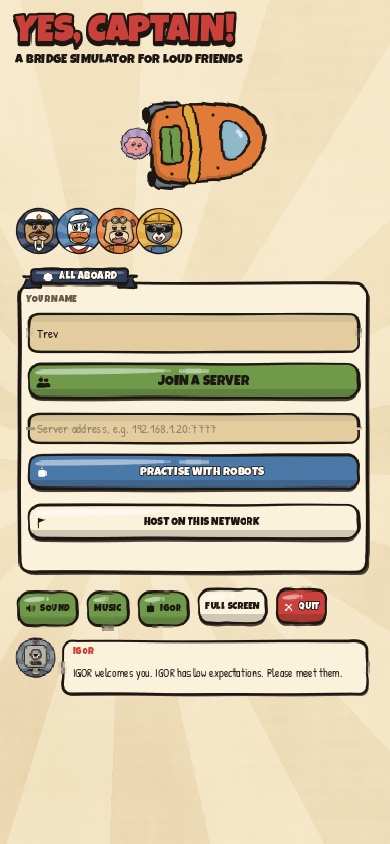 YES, CAPTAIN!
A BRIDGE SIMULATOR FOR LOUD FRIENDS
ALL ABOARD
YOUR NAME
Trev
JOIN A SERVER
Server address, e.g. 192.168.1.20:7777
PRACTISE WITH ROBOTS
HOST ON THIS NETWORK
SOUND
MUSIC
IGOR
FULL SCREEN
QUIT
IGOR
IGOR welcomes you. IGOR has low expectations. Please meet them.